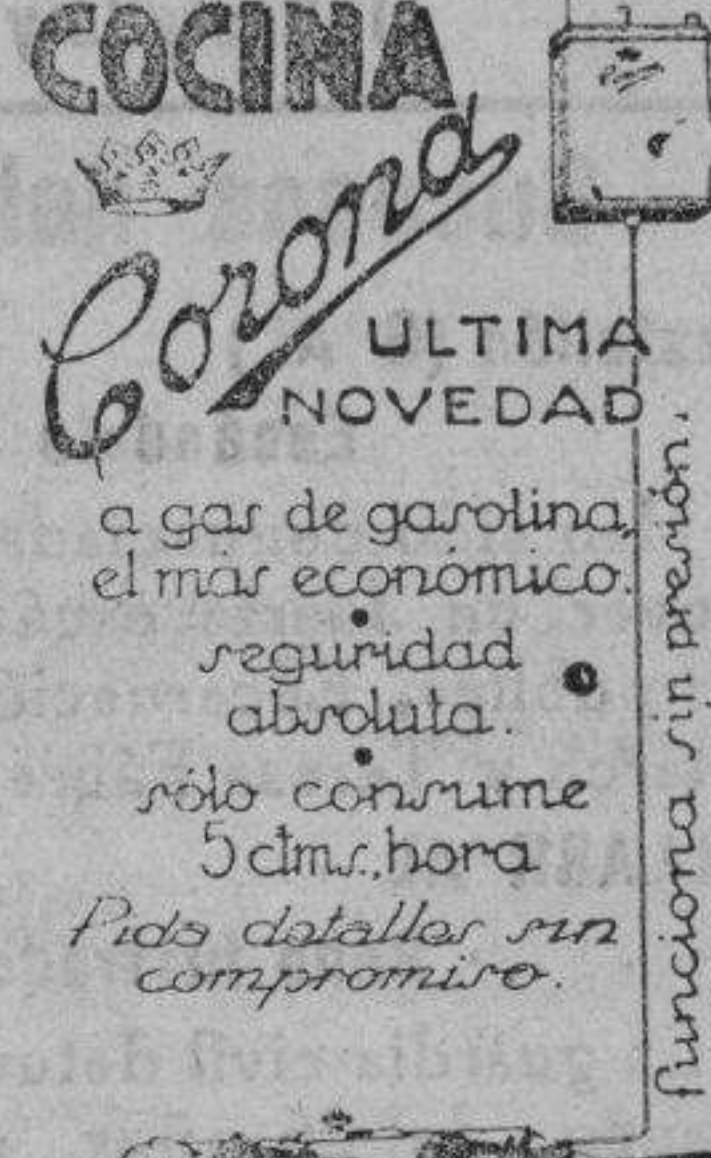 COCINA
Corona
ULTIMA
NOVEDAD
a gas de gasolina,
el más económico.
seguridad
absoluta.
sólo consume
5 ctms., hora
Pida detalles sin
compromiso.
funciona sin presión.